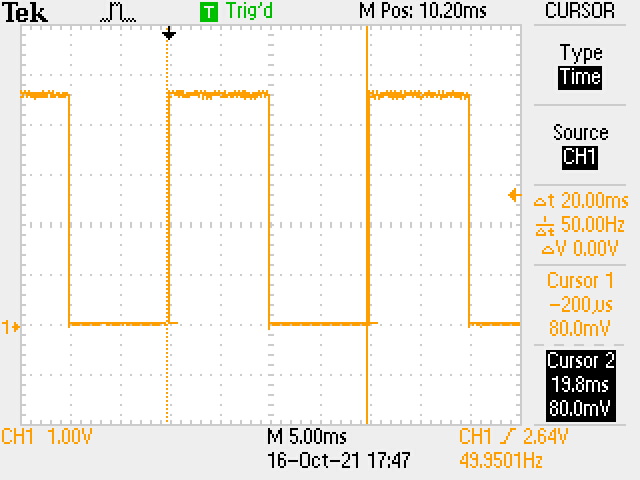 Tek T Trig'd M Pos: 10.20ms CURSOR
Type
Time
Source
CH1
Δt 20.00ms
1/Δt 50.00Hz
ΔV 0.00V
Cursor 1
-200µs
80.0mV
1
Cursor 2
19.8ms
80.0mV
CH1 1.00V M 5.00ms CH1 / 2.64V
16-Oct-21 17:47 49.9501Hz